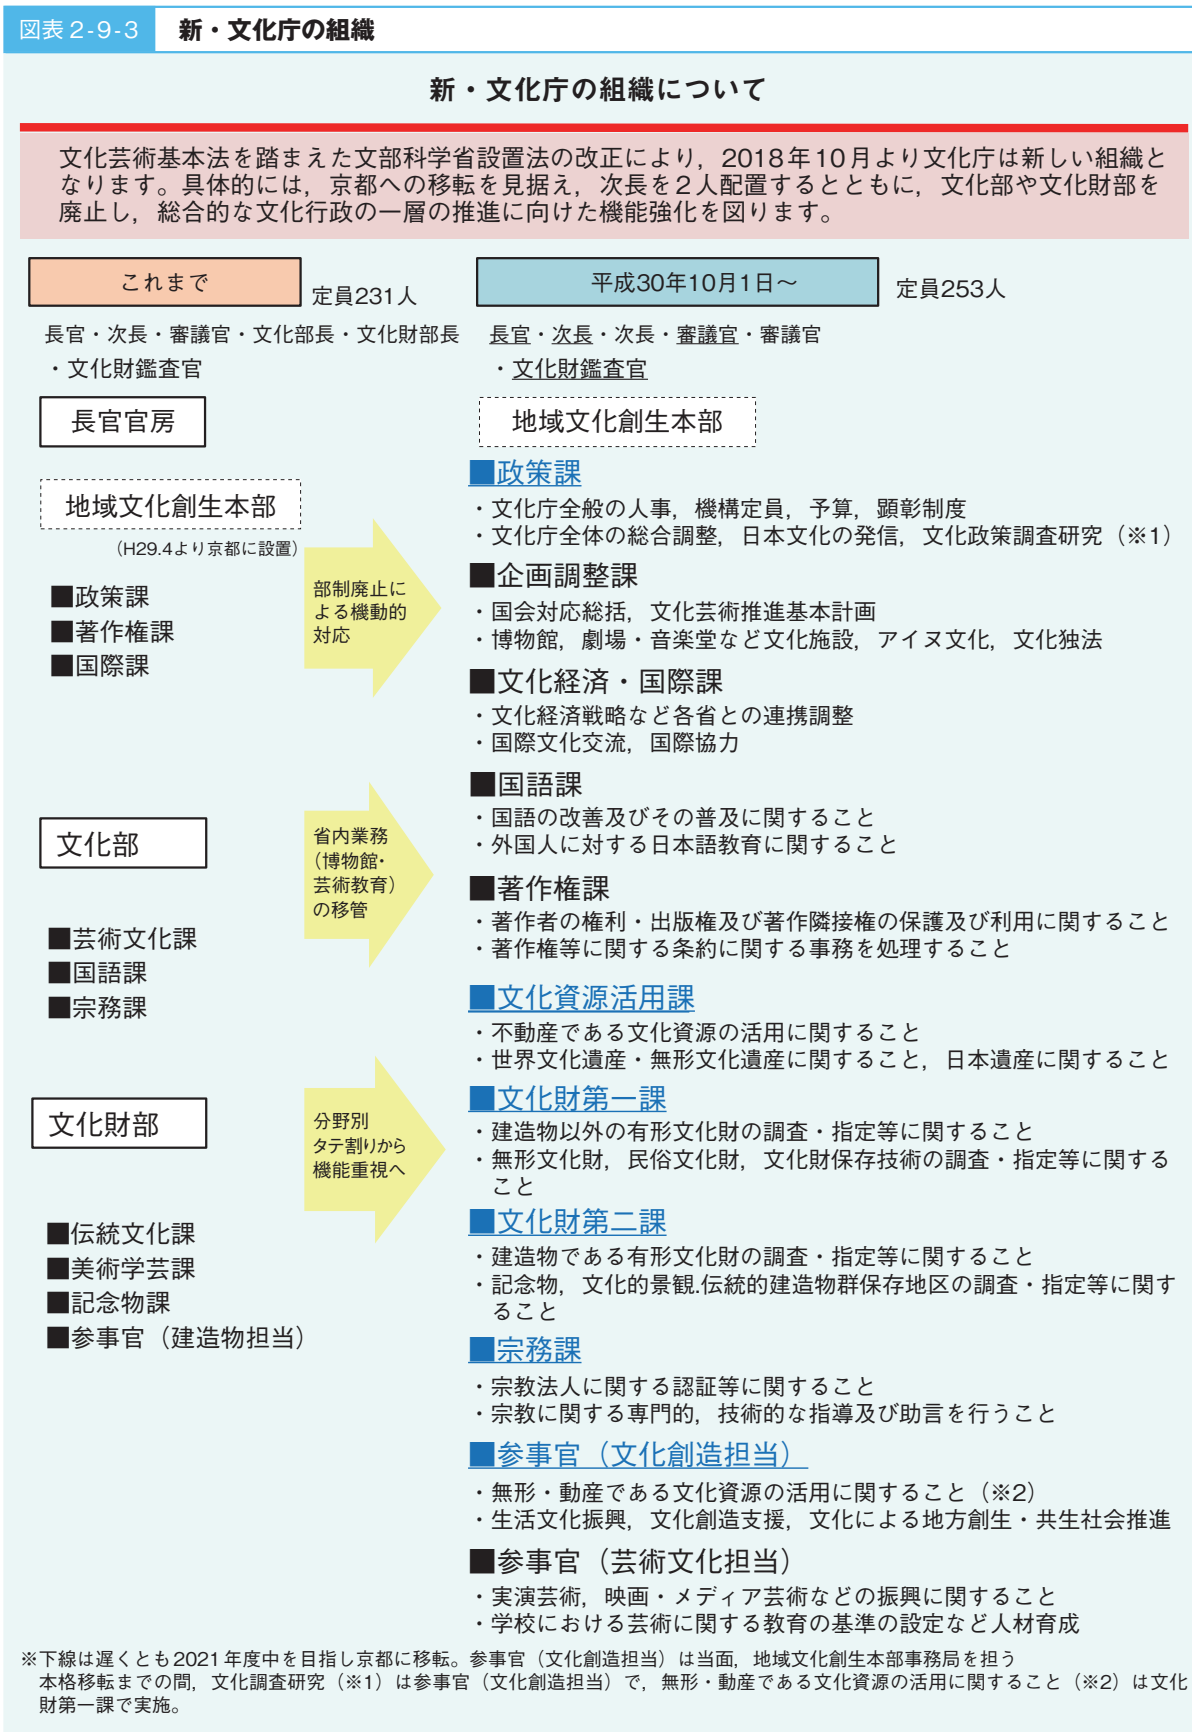 図表 2-9-3 新・文化庁の組織
新・文化庁の組織について
文化芸術基本法を踏まえた文部科学省設置法の改正により，2018年10月より文化庁は新しい組織と
なります。具体的には，京都への移転を見据え，次長を2人配置するとともに，文化部や文化財部を
廃止し，総合的な文化行政の一層の推進に向けた機能強化を図ります。
これまで
定員231人
長官・次長・審議官・文化部長・文化財部長
・文化財鑑査官
長官官房
地域文化創生本部
（H29.4より京都に設置）
■政策課
■著作権課
■国際課
文化部
■芸術文化課
■国語課
■宗務課
文化財部
■伝統文化課
■美術学芸課
■記念物課
■参事官（建造物担当）
部制廃止に
よる機動的
対応
省内業務
（博物館・
芸術教育）
の移管
分野別
タテ割りから
機能重視へ
平成30年10月1日～
定員253人
長官・次長・次長・審議官・審議官
・文化財鑑査官
地域文化創生本部
■政策課
・文化庁全般の人事，機構定員，予算，顕彰制度
・文化庁全体の総合調整，日本文化の発信，文化政策調査研究（※1）
■企画調整課
・国会対応総括，文化芸術推進基本計画
・博物館，劇場・音楽堂など文化施設，アイヌ文化，文化独法
■文化経済・国際課
・文化経済戦略など各省との連携調整
・国際文化交流，国際協力
■国語課
・国語の改善及びその普及に関すること
・外国人に対する日本語教育に関すること
■著作権課
・著作者の権利・出版権及び著作隣接権の保護及び利用に関すること
・著作権等に関する条約に関する事務を処理すること
■文化資源活用課
・不動産である文化資源の活用に関すること
・世界文化遺産・無形文化遺産に関すること，日本遺産に関すること
■文化財第一課
・建造物以外の有形文化財の調査・指定等に関すること
・無形文化財，民俗文化財，文化財保存技術の調査・指定等に関する
こと
■文化財第二課
・建造物である有形文化財の調査・指定等に関すること
・記念物，文化的景観.伝統的建造物群保存地区の調査・指定等に関す
ること
■宗務課
・宗教法人に関する認証等に関すること
・宗教に関する専門的，技術的な指導及び助言を行うこと
■参事官（文化創造担当）
・無形・動産である文化資源の活用に関すること（※2）
・生活文化振興，文化創造支援，文化による地方創生・共生社会推進
■参事官（芸術文化担当）
・実演芸術，映画・メディア芸術などの振興に関すること
・学校における芸術に関する教育の基準の設定など人材育成
※下線は遅くとも2021年度中を目指し京都に移転。参事官（文化創造担当）は当面，地域文化創生本部事務局を担う
本格移転までの間，文化調査研究（※1）は参事官（文化創造担当）で，無形・動産である文化資源の活用に関すること（※2）は文化
財第一課で実施。